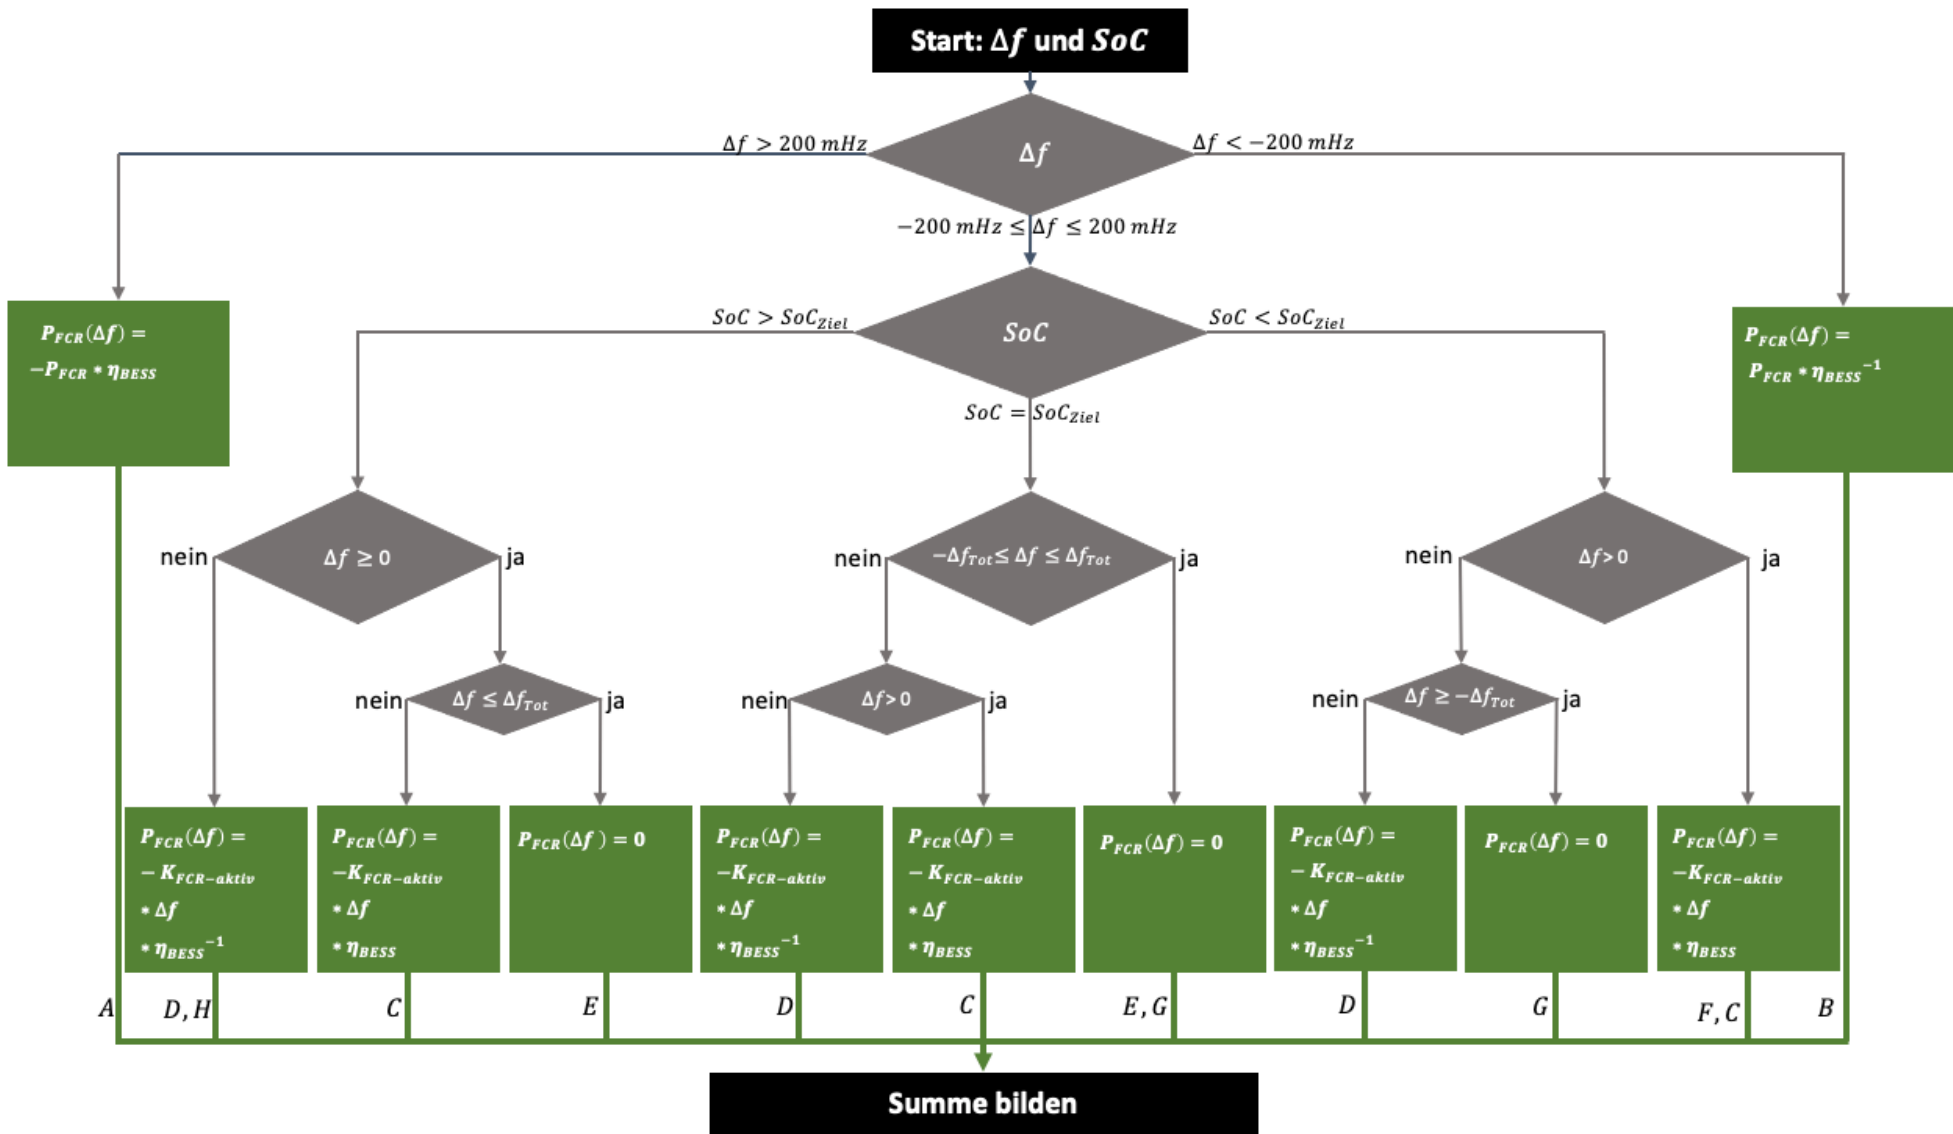 Start: Δf und SoC
Δf > 200 mHz
Δf
Δf < −200 mHz
−200 mHz ≤ Δf ≤ 200 mHz
P_FCR(Δf) =
−P_FCR * η_BESS
SoC > SoC_Ziel
SoC
SoC < SoC_Ziel
SoC = SoC_Ziel
P_FCR(Δf) =
P_FCR * η_BESS⁻¹
nein
Δf ≥ 0
ja
nein
−Δf_Tot ≤ Δf ≤ Δf_Tot
ja
nein
Δf > 0
ja
nein
Δf ≤ Δf_Tot
ja
nein
Δf > 0
ja
nein
Δf ≥ −Δf_Tot
ja
P_FCR(Δf) =
− K_FCR−aktiv
* Δf
* η_BESS⁻¹
P_FCR(Δf) =
−K_FCR−aktiv
* Δf
* η_BESS
P_FCR(Δf ) = 0
P_FCR(Δf) =
−K_FCR−aktiv
* Δf
* η_BESS⁻¹
P_FCR(Δf) =
− K_FCR−aktiv
* Δf
* η_BESS
P_FCR(Δf) = 0
P_FCR(Δf) =
− K_FCR−aktiv
* Δf
* η_BESS⁻¹
P_FCR(Δf) = 0
P_FCR(Δf) =
−K_FCR−aktiv
* Δf
* η_BESS
A
D, H
C
E
D
C
E, G
D
G
F, C
B
Summe bilden